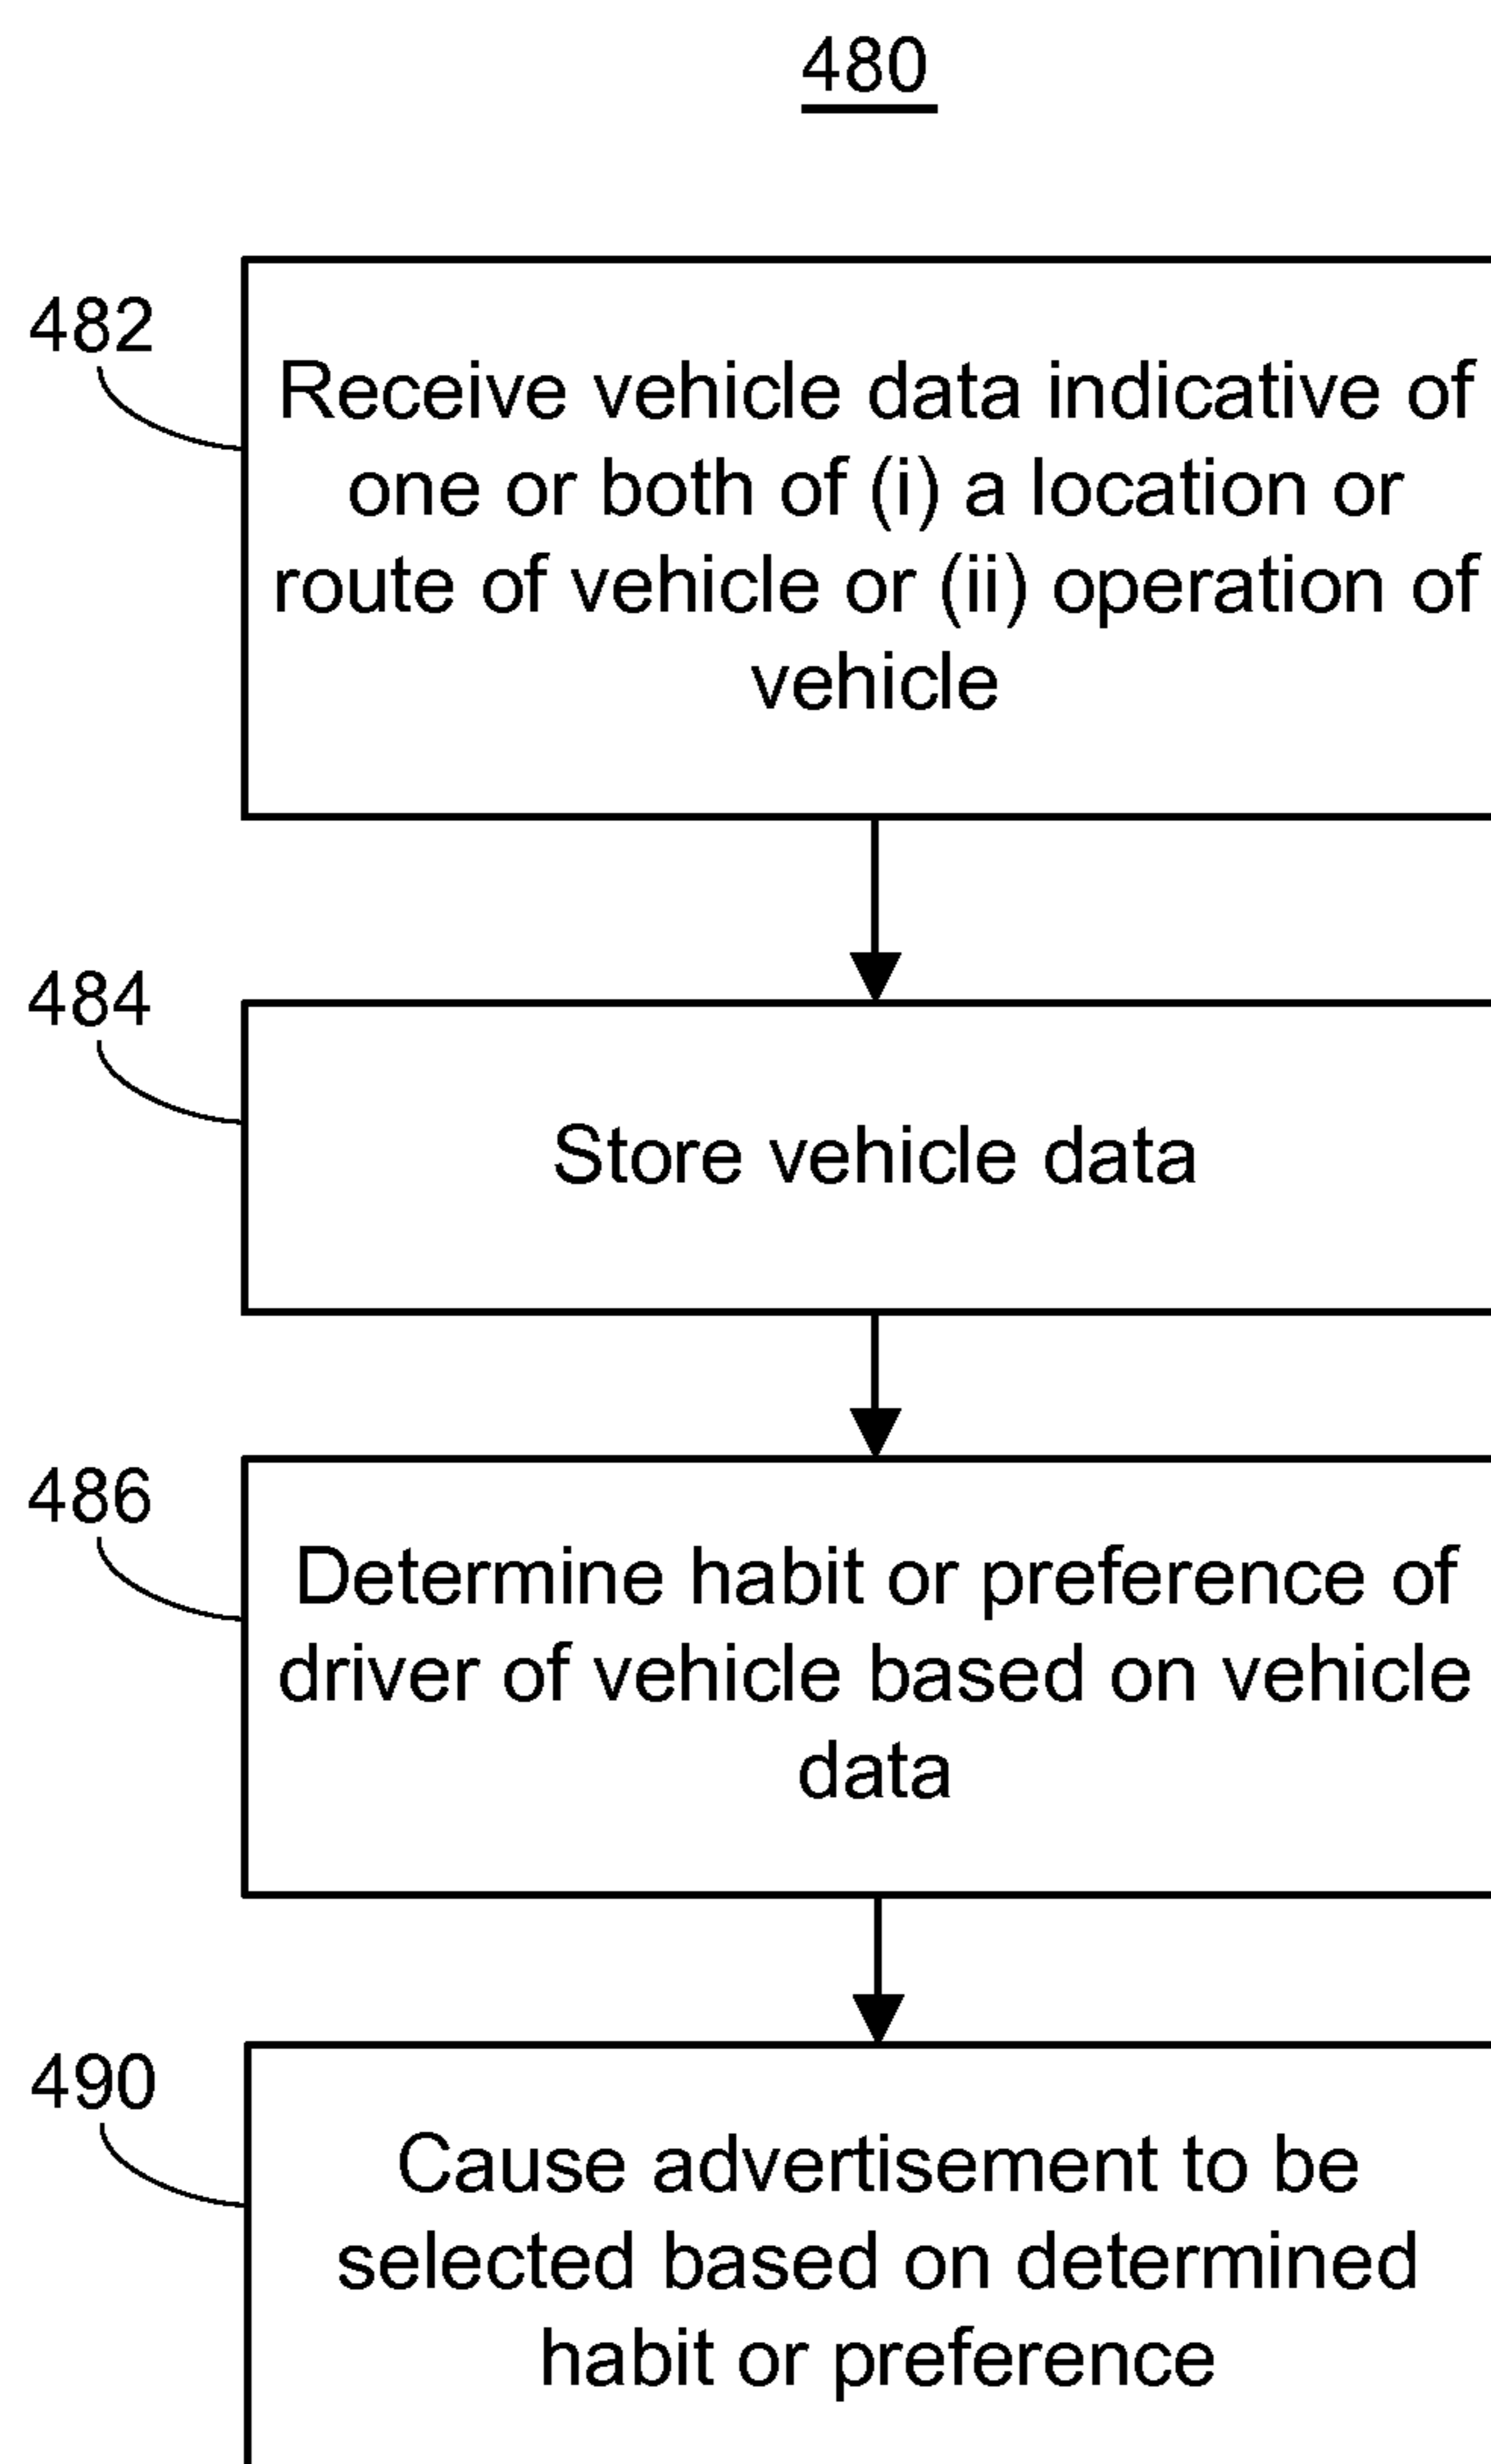 480
482
Receive vehicle data indicative of
one or both of (i) a location or
route of vehicle or (ii) operation of
vehicle
484
Store vehicle data
486
Determine habit or preference of
driver of vehicle based on vehicle
data
490
Cause advertisement to be
selected based on determined
habit or preference